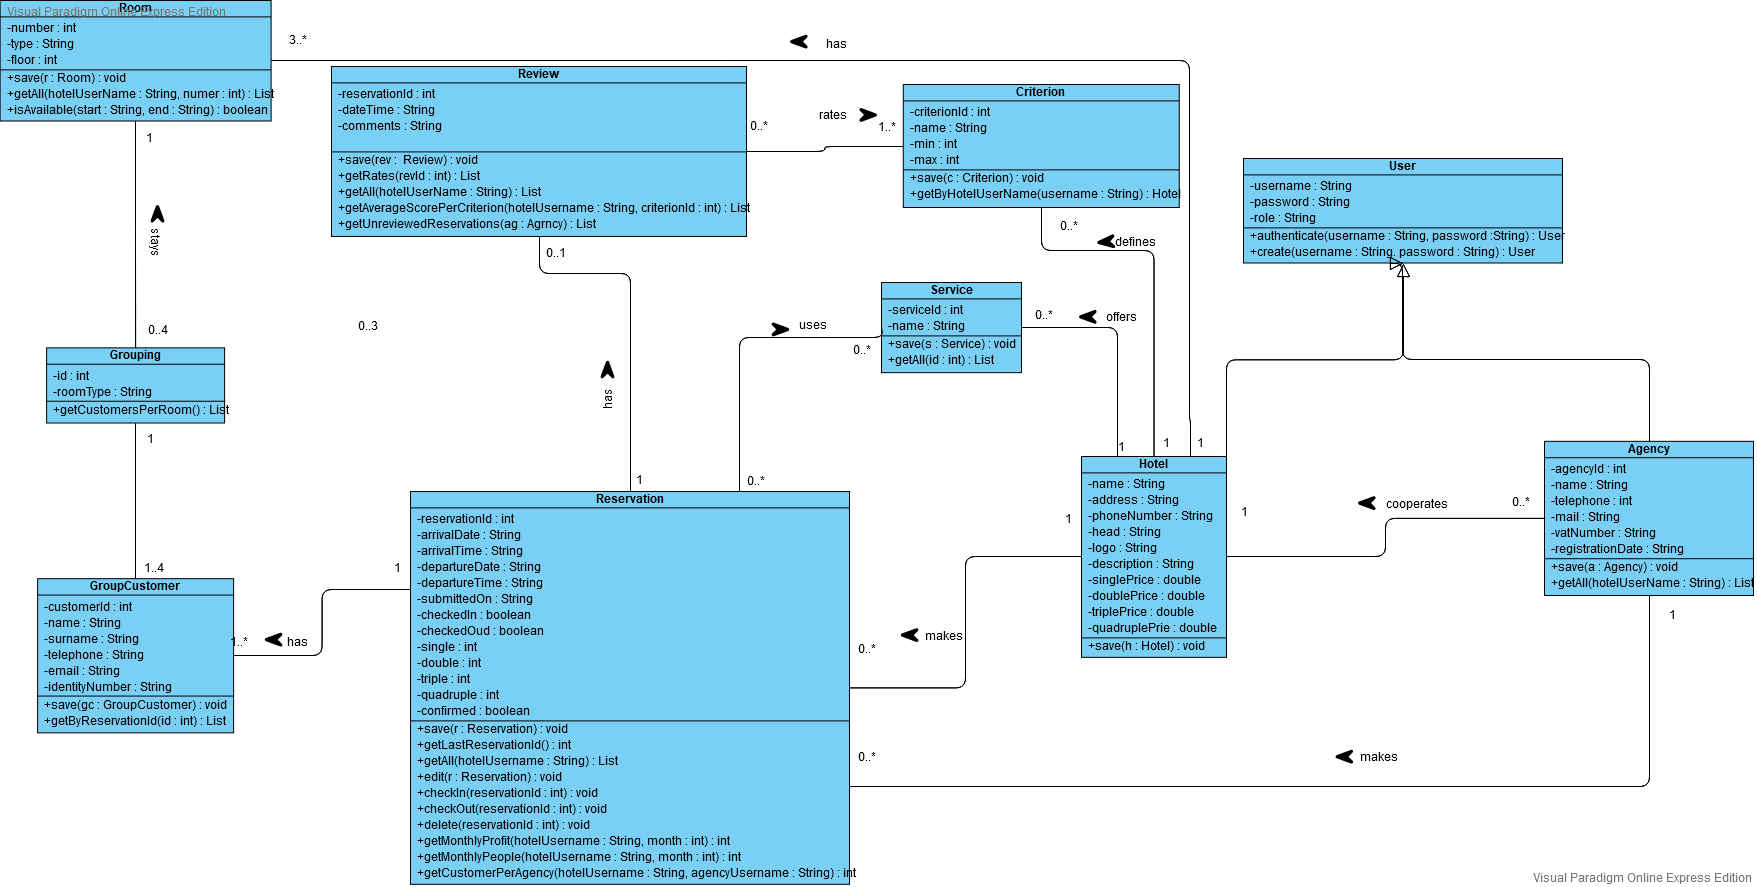 Visual Paradigm Online Express Edition
Room
-number : int
-type : String
-floor : int
+save(r : Room) : void
+getAll(hotelUserName : String, numer : int) : List
+isAvailable(start : String, end : String) : boolean
3..*
has
1
stays
0..4
Review
-reservationId : int
-dateTime : String
-comments : String
+save(rev : Review) : void
+getRates(revId : int) : List
+getAll(hotelUserName : String) : List
+getAverageScorePerCriterion(hotelUsername : String, criterionId : int) : List
+getUnreviewedReservations(ag : Agrncy) : List
0..*
rates
1..*
Criterion
-criterionId : int
-name : String
-min : int
-max : int
+save(c : Criterion) : void
+getByHotelUserName(username : String) : Hotel
0..*
defines
User
-username : String
-password : String
-role : String
+authenticate(username : String, password :String) : User
+create(username : String, password : String) : User
0..1
0..3
has
1
Service
-serviceId : int
-name : String
+save(s : Service) : void
+getAll(id : int) : List
0..*
offers
uses
0..*
0..*
Grouping
-id : int
-roomType : String
+getCustomersPerRoom() : List
1
1..4
GroupCustomer
-customerId : int
-name : String
-surname : String
-telephone : String
-email : String
-identityNumber : String
+save(gc : GroupCustomer) : void
+getByReservationId(id : int) : List
1..*
has
1
Reservation
-reservationId : int
-arrivalDate : String
-arrivalTime : String
-departureDate : String
-departureTime : String
-submittedOn : String
-checkedIn : boolean
-checkedOud : boolean
-single : int
-double : int
-triple : int
-quadruple : int
-confirmed : boolean
+save(r : Reservation) : void
+getLastReservationId() : int
+getAll(hotelUsername : String) : List
+edit(r : Reservation) : void
+checkIn(reservationId : int) : void
+checkOut(reservationId : int) : void
+delete(reservationId : int) : void
+getMonthlyProfit(hotelUsername : String, month : int) : int
+getMonthlyPeople(hotelUsername : String, month : int) : int
+getCustomerPerAgency(hotelUsername : String, agencyUsername : String) : int
1
1
1
Hotel
-name : String
-address : String
-phoneNumber : String
-head : String
-logo : String
-description : String
-singlePrice : double
-doublePrice : double
-triplePrice : double
-quadruplePrie : double
+save(h : Hotel) : void
1
makes
0..*
1
cooperates
0..*
Agency
-agencyId : int
-name : String
-telephone : int
-mail : String
-vatNumber : String
-registrationDate : String
+save(a : Agency) : void
+getAll(hotelUserName : String) : List
1
makes
0..*
Visual Paradigm Online Express Edition